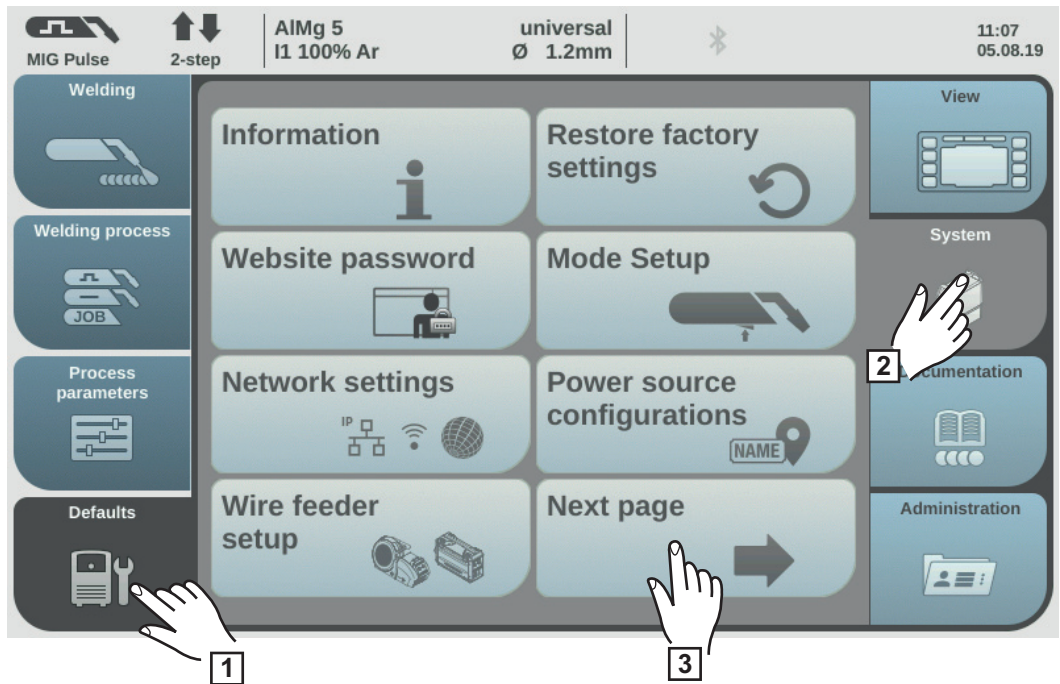 MIG Pulse
2-step
AlMg 5
I1 100% Ar
universal
Ø 1.2mm
11:07
05.08.19
Welding
Welding process
JOB
Process
parameters
Defaults
Information
Restore factory
settings
Website password
Mode Setup
Network settings
IP
Power source
configurations
NAME
Wire feeder
setup
Next page
View
System
Documentation
Administration
1
2
3